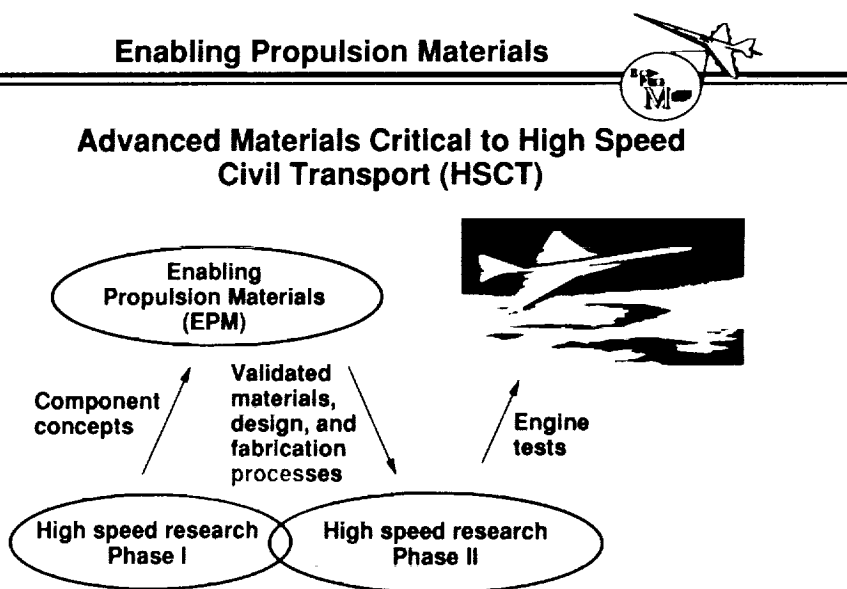 Enabling Propulsion Materials
Advanced Materials Critical to High Speed
Civil Transport (HSCT)
Enabling
Propulsion Materials
(EPM)
Component
concepts
Validated
materials,
design, and
fabrication
processes
Engine
tests
High speed research
Phase I
High speed research
Phase II